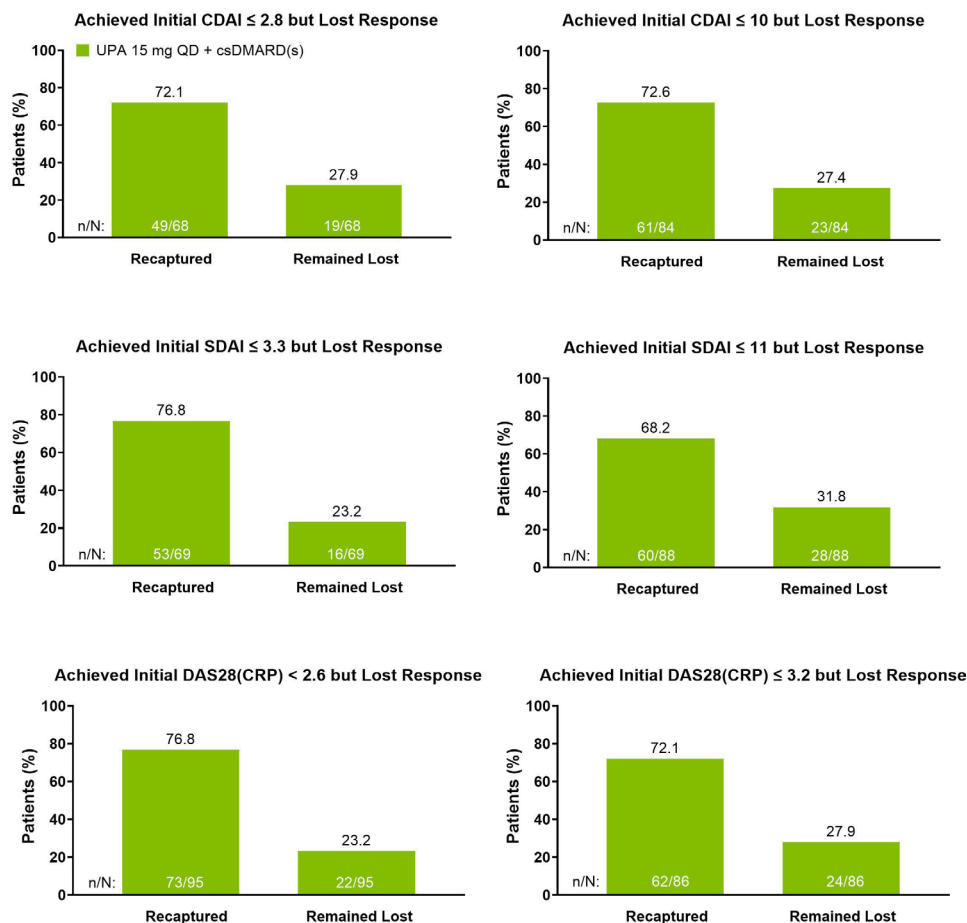 Achieved Initial CDAI ≤ 2.8 but Lost Response
UPA 15 mg QD + csDMARD(s)
Patients (%)
100
80
60
40
20
0
72.1
27.9
n/N:
49/68
19/68
Recaptured
Remained Lost
Achieved Initial CDAI ≤ 10 but Lost Response
Patients (%)
100
80
60
40
20
0
72.6
27.4
n/N:
61/84
23/84
Recaptured
Remained Lost
Achieved Initial SDAI ≤ 3.3 but Lost Response
Patients (%)
100
80
60
40
20
0
76.8
23.2
n/N:
53/69
16/69
Recaptured
Remained Lost
Achieved Initial SDAI ≤ 11 but Lost Response
Patients (%)
100
80
60
40
20
0
68.2
31.8
n/N:
60/88
28/88
Recaptured
Remained Lost
Achieved Initial DAS28(CRP) < 2.6 but Lost Response
Patients (%)
100
80
60
40
20
0
76.8
23.2
n/N:
73/95
22/95
Recaptured
Remained Lost
Achieved Initial DAS28(CRP) ≤ 3.2 but Lost Response
Patients (%)
100
80
60
40
20
0
72.1
27.9
n/N:
62/86
24/86
Recaptured
Remained Lost